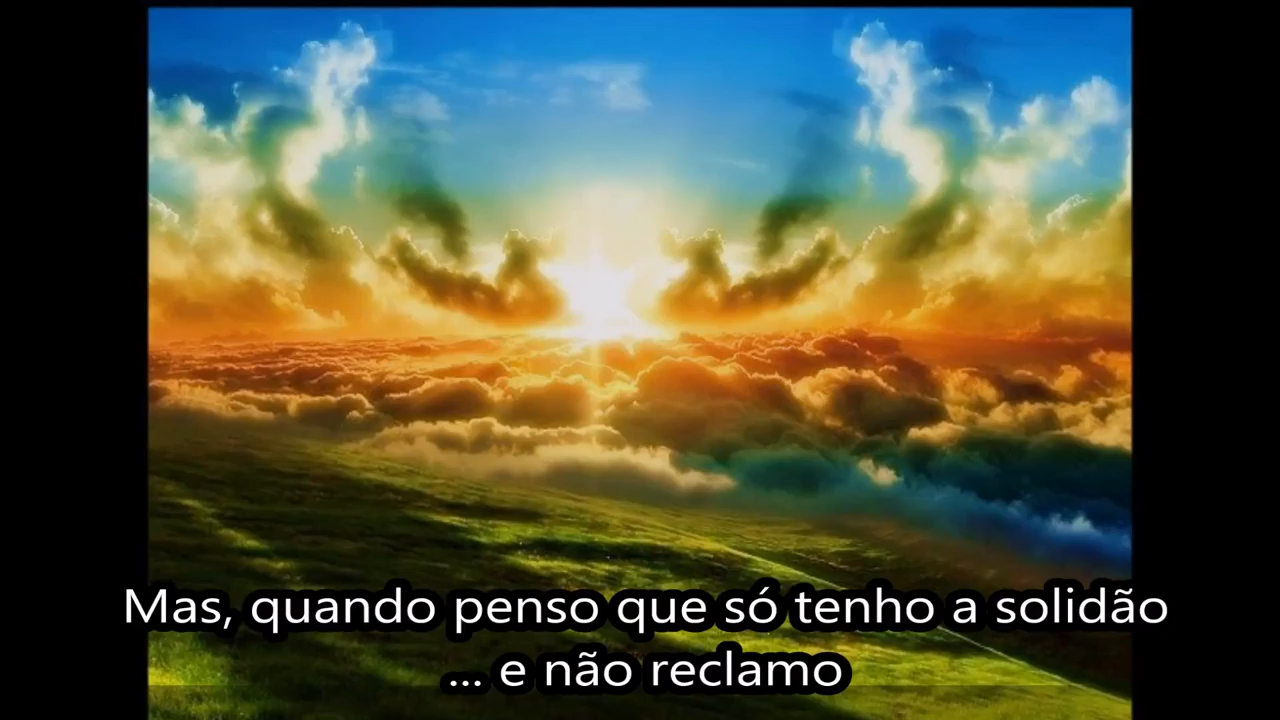 Mas, quando penso que só tenho a solidão
... e não reclamo